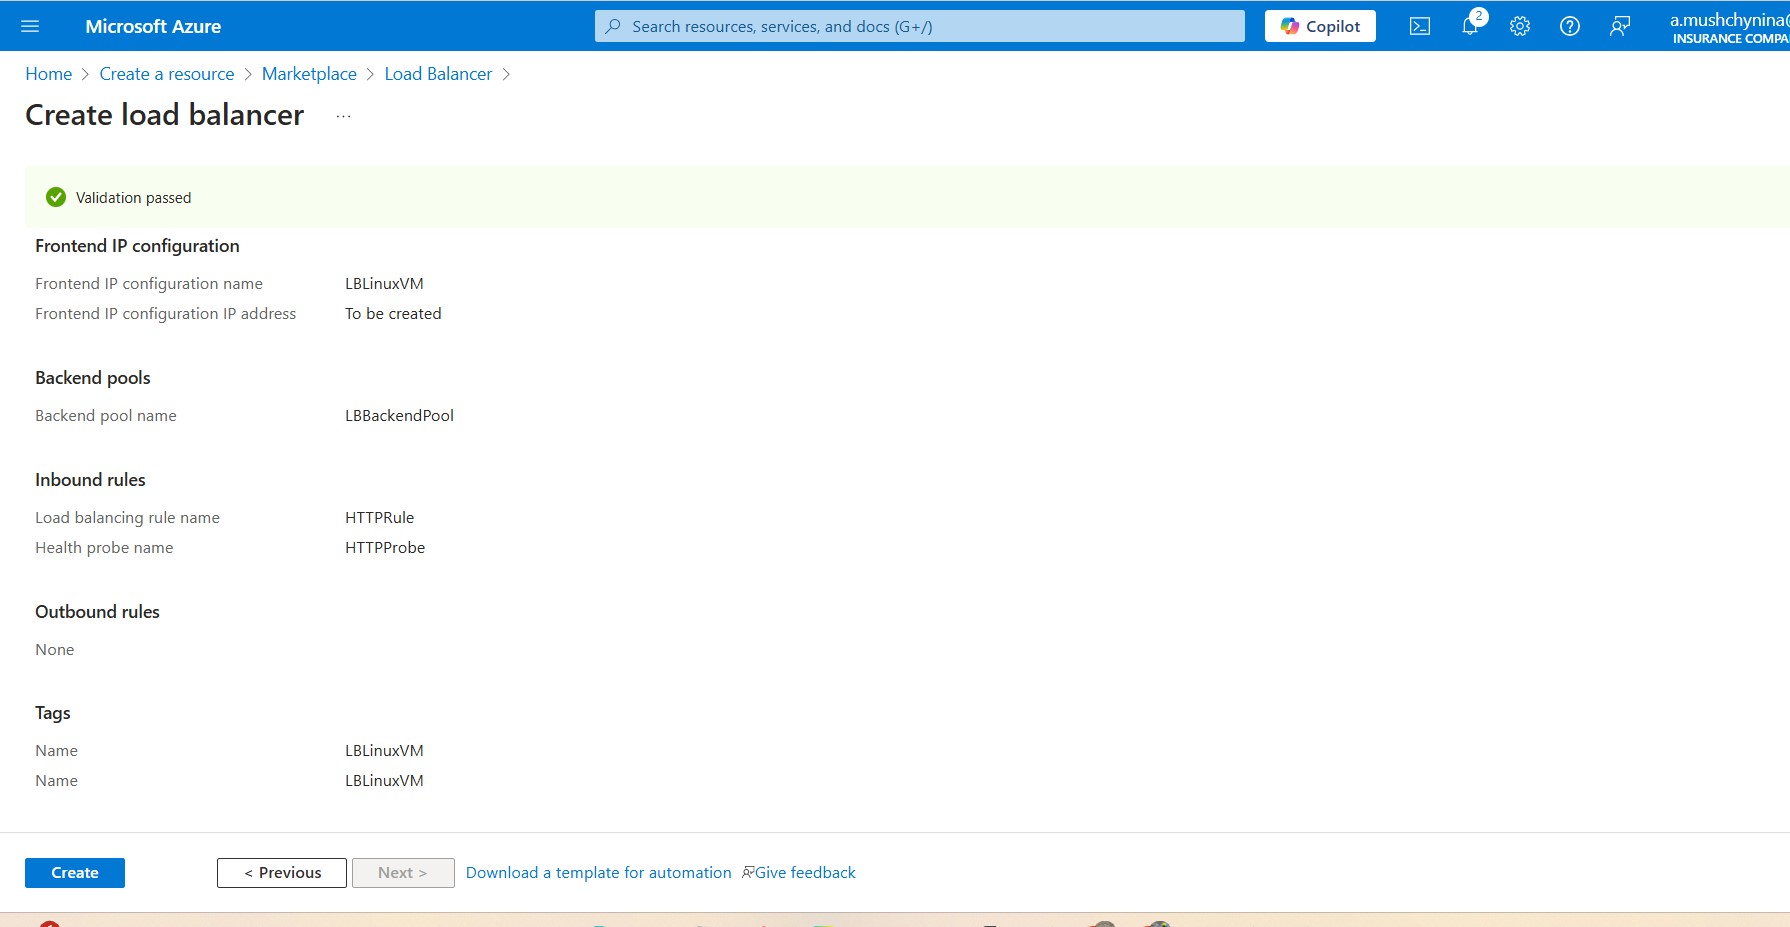 Microsoft Azure
Search resources, services, and docs (G+/)
Copilot
2
a.mushchynina@
INSURANCE COMPA
Home > Create a resource > Marketplace > Load Balancer >
Create load balancer ...
Validation passed
Frontend IP configuration
Frontend IP configuration name LBLinuxVM
Frontend IP configuration IP address To be created
Backend pools
Backend pool name LBBackendPool
Inbound rules
Load balancing rule name HTTPRule
Health probe name HTTPProbe
Outbound rules
None
Tags
Name LBLinuxVM
Name LBLinuxVM
Create < Previous Next > Download a template for automation Give feedback